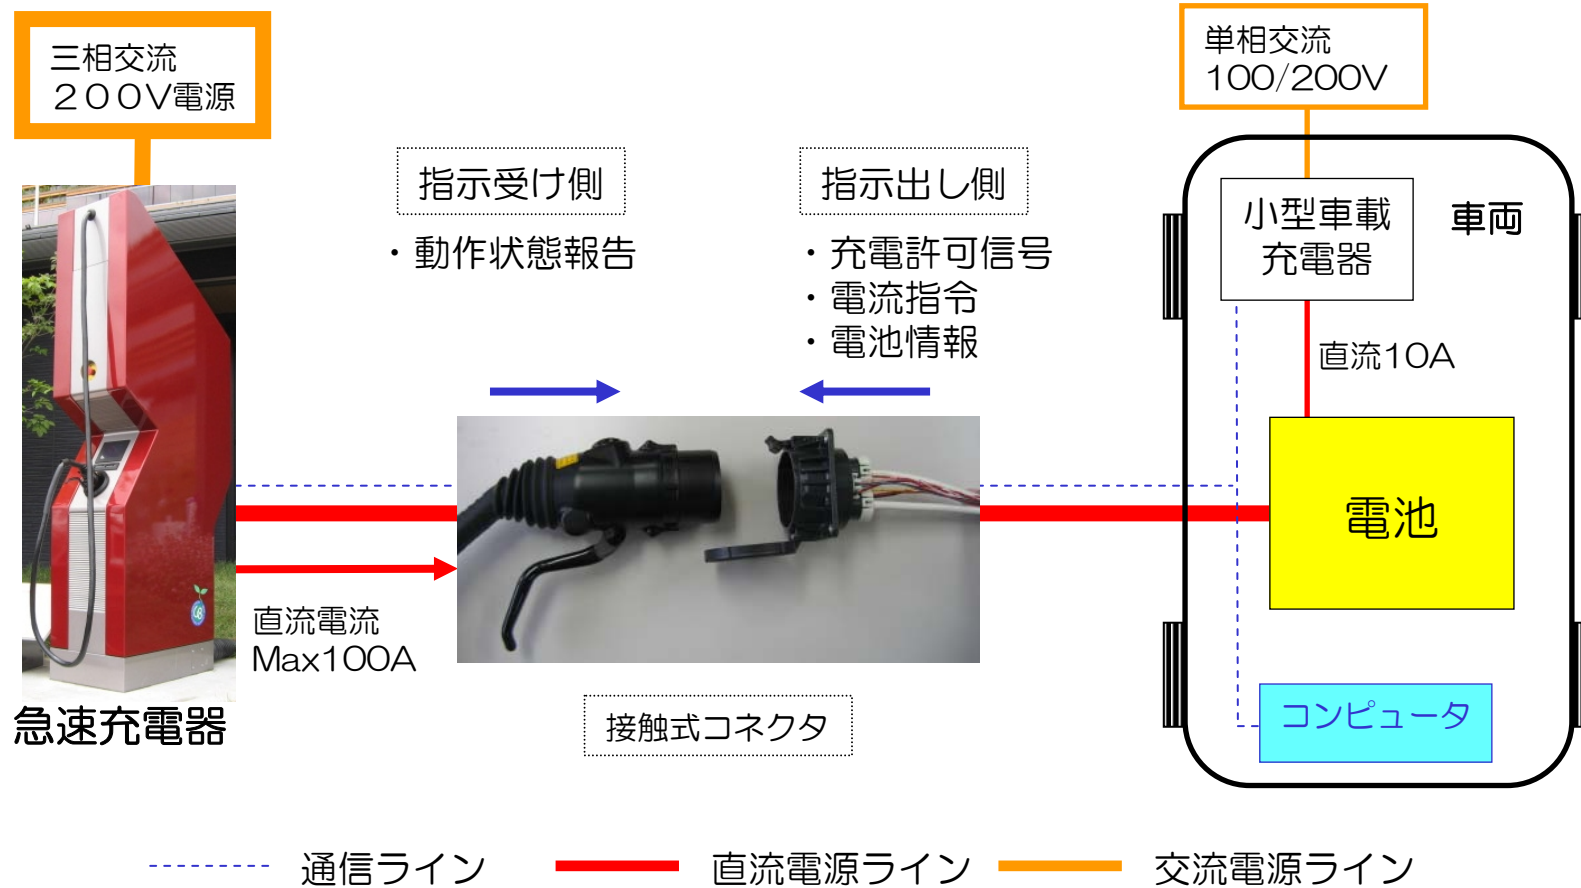 三相交流
２００V電源
単相交流
100/200V
指示受け側
・動作状態報告
指示出し側
・充電許可信号
・電流指令
・電池情報
小型車載
充電器
車両
直流10A
電池
コンピュータ
直流電流
Max100A
急速充電器
接触式コネクタ
通信ライン
直流電源ライン
交流電源ライン